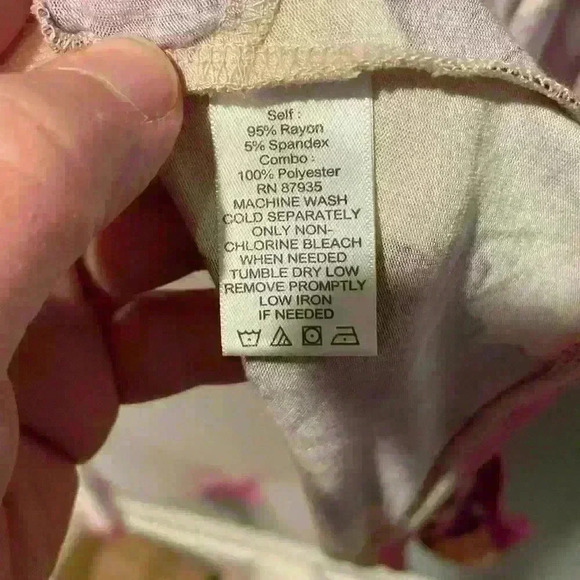 Self :
95% Rayon
5% Spandex
Combo :
100% Polyester
RN 87935
MACHINE WASH
COLD SEPARATELY
ONLY NON-
CHLORINE BLEACH
WHEN NEEDED
TUMBLE DRY LOW
REMOVE PROMPTLY
LOW IRON
IF NEEDED